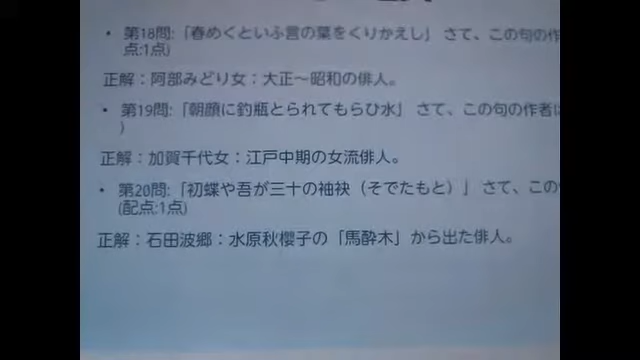 • 第18問:「春めくといふ言の葉をくりかえし」 さて、この句の作
点:1点)
正解：阿部みどり女：大正～昭和の俳人。
• 第19問:「朝顔に釣瓶とられてもらひ水」 さて、この句の作者は
)
正解：加賀千代女：江戸中期の女流俳人。
• 第20問:「初蝶や吾が三十の袖袂（そでたもと）」 さて、この
(配点:1点)
正解：石田波郷：水原秋櫻子の「馬酔木」から出た俳人。